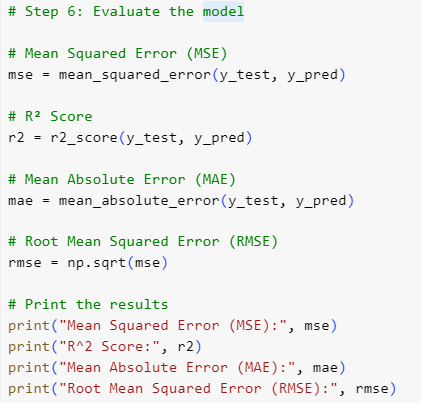 # Step 6: Evaluate the model
# Mean Squared Error (MSE)
mse = mean_squared_error(y_test, y_pred)
# R² Score
r2 = r2_score(y_test, y_pred)
# Mean Absolute Error (MAE)
mae = mean_absolute_error(y_test, y_pred)
# Root Mean Squared Error (RMSE)
rmse = np.sqrt(mse)
# Print the results
print("Mean Squared Error (MSE):", mse)
print("R^2 Score:", r2)
print("Mean Absolute Error (MAE):", mae)
print("Root Mean Squared Error (RMSE):", rmse)